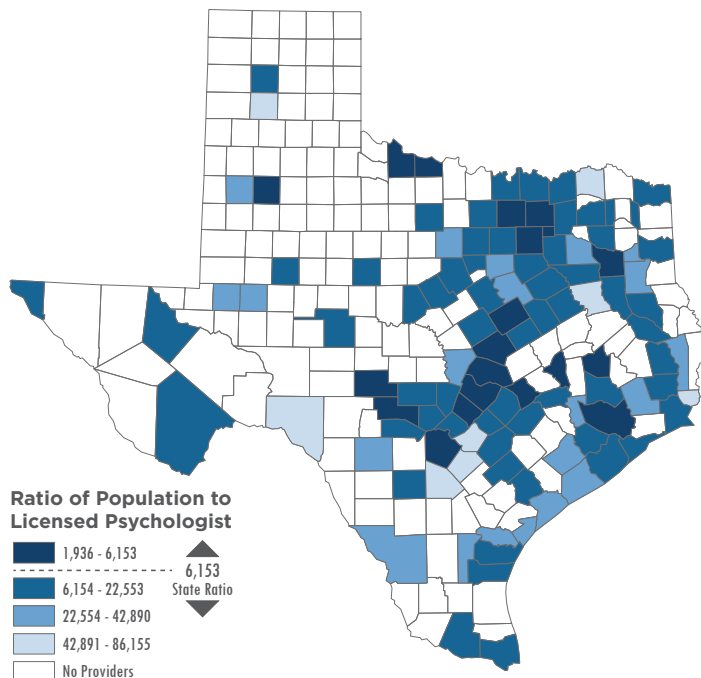 Ratio of Population to
Licensed Psychologist
1,936 - 6,153
6,153
State Ratio
6,154 - 22,553
22,554 - 42,890
42,891 - 86,155
No Providers